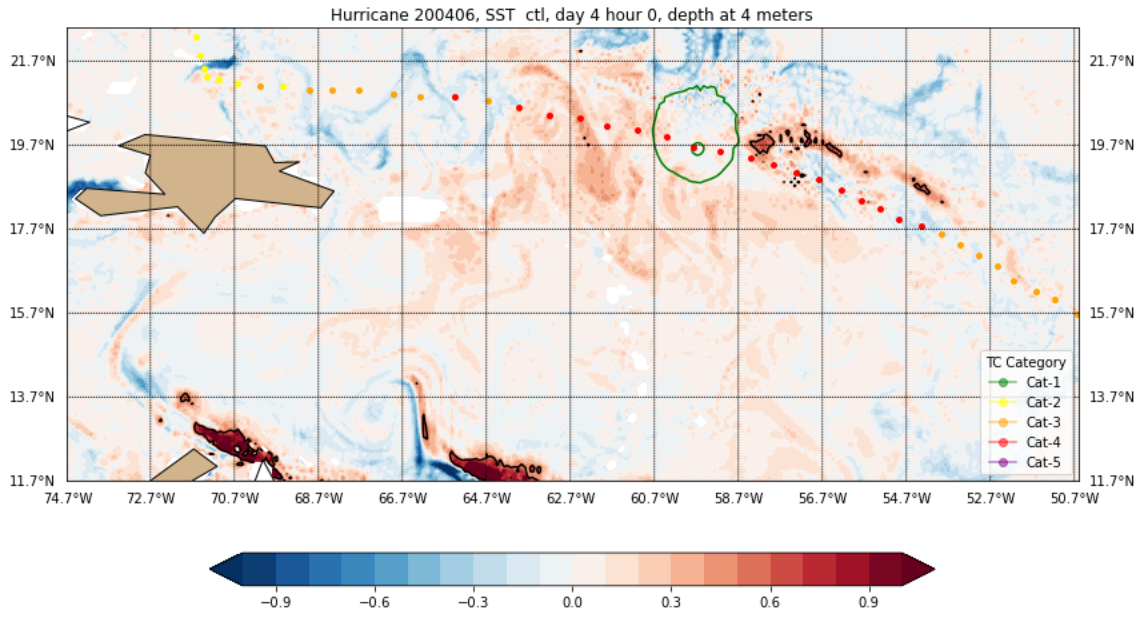 Hurricane 200406, SST  ctl, day 4 hour 0, depth at 4 meters
21.7°N 21.7°N
19.7°N 19.7°N
17.7°N 17.7°N
15.7°N 15.7°N
13.7°N 13.7°N
11.7°N 11.7°N
TC Category
Cat-1
Cat-2
Cat-3
Cat-4
Cat-5
74.7°W 72.7°W 70.7°W 68.7°W 66.7°W 64.7°W 62.7°W 60.7°W 58.7°W 56.7°W 54.7°W 52.7°W 50.7°W
−0.9 −0.6 −0.3 0.0 0.3 0.6 0.9